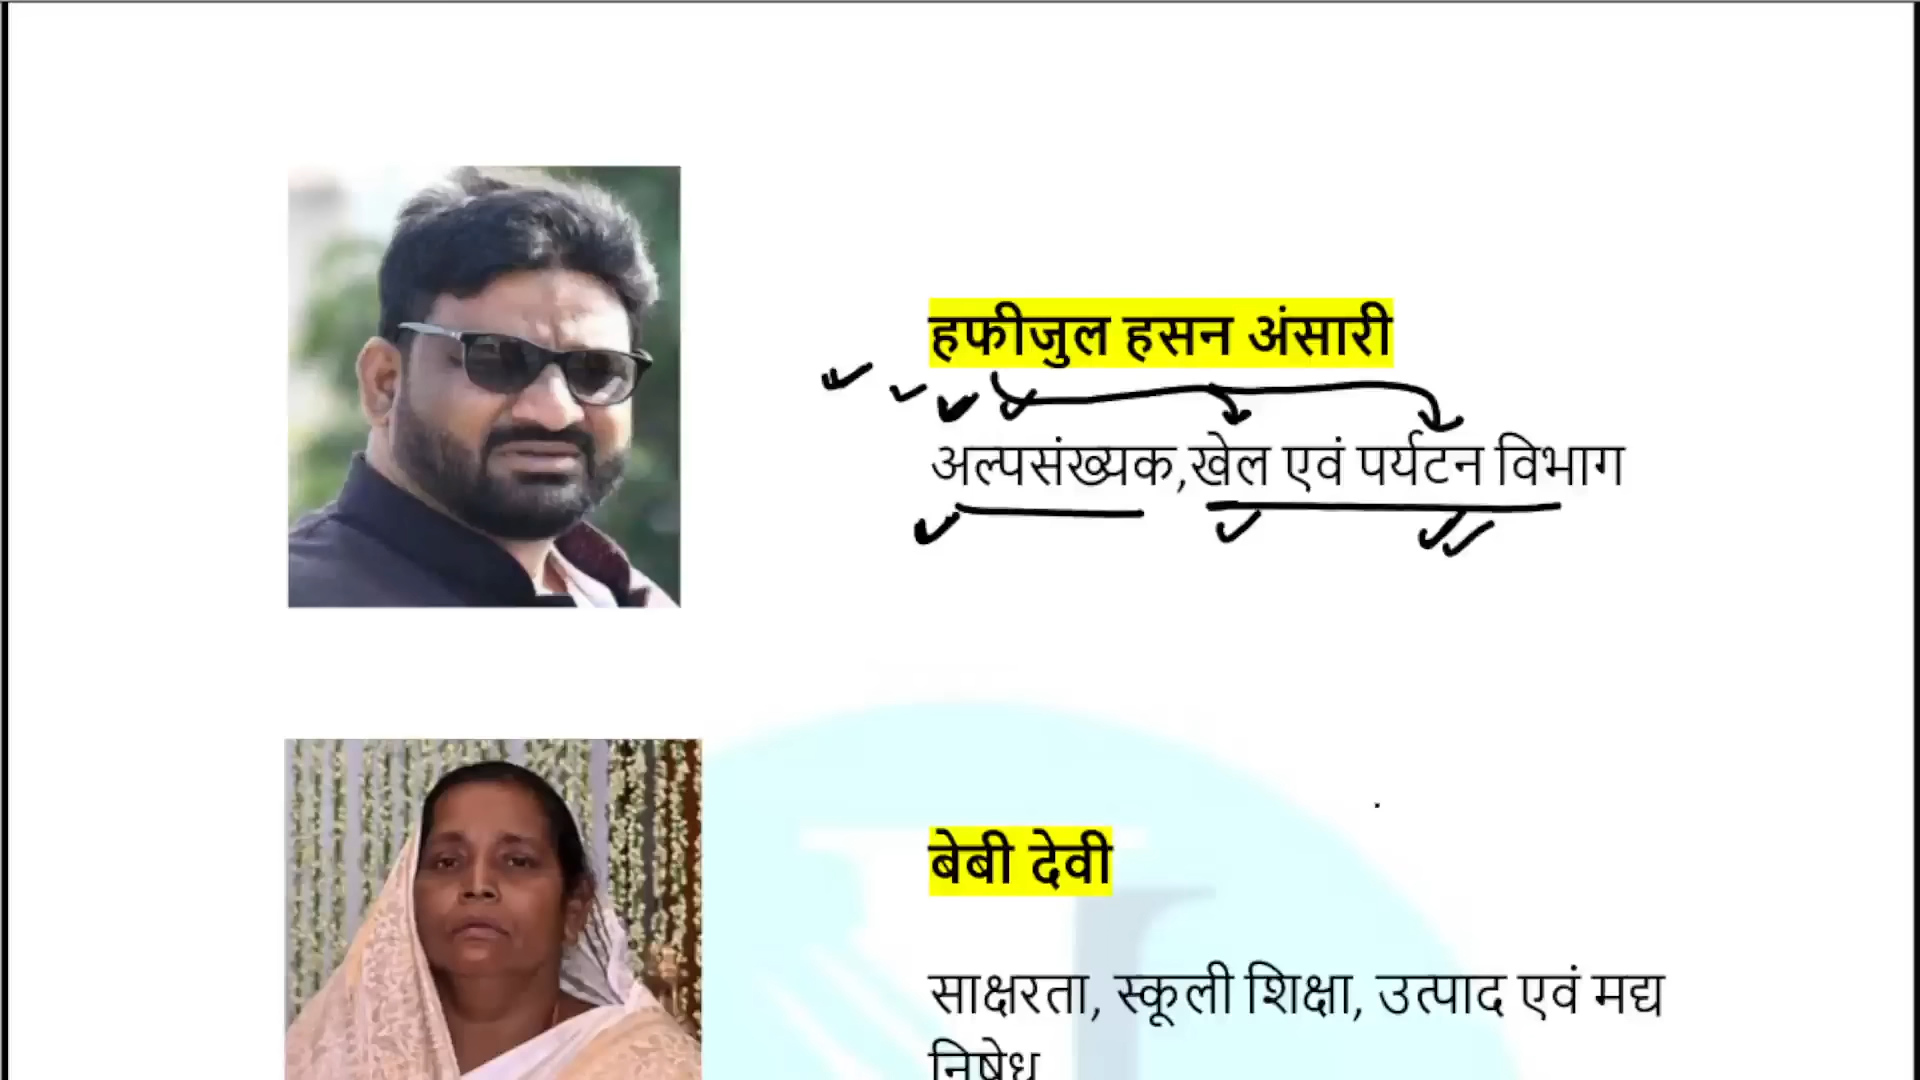 हफीजुल हसन अंसारी
अल्पसंख्यक,खेल एवं पर्यटन विभाग
बेबी देवी
साक्षरता, स्कूली शिक्षा, उत्पाद एवं मद्य
निषेध